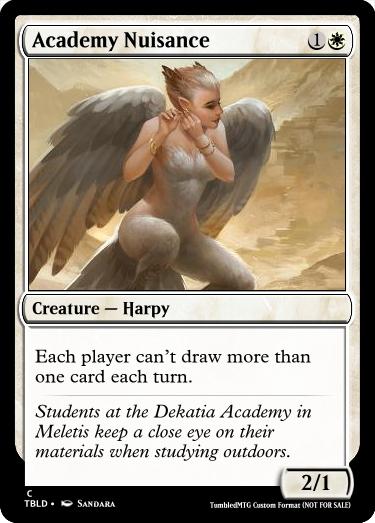 Academy Nuisance 1
Creature — Harpy
Each player can't draw more than
one card each turn.
Students at the Dekatia Academy in
Meletis keep a close eye on their
materials when studying outdoors.
2/1
C
TBLD • SANDARA
TumbledMTG Custom Format (NOT FOR SALE)